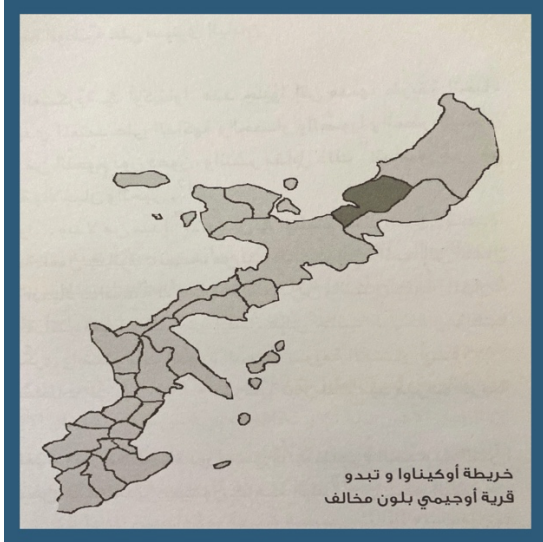 خريطة أوكيناوا و تبدو
قرية أوجيمي بلون مخالف